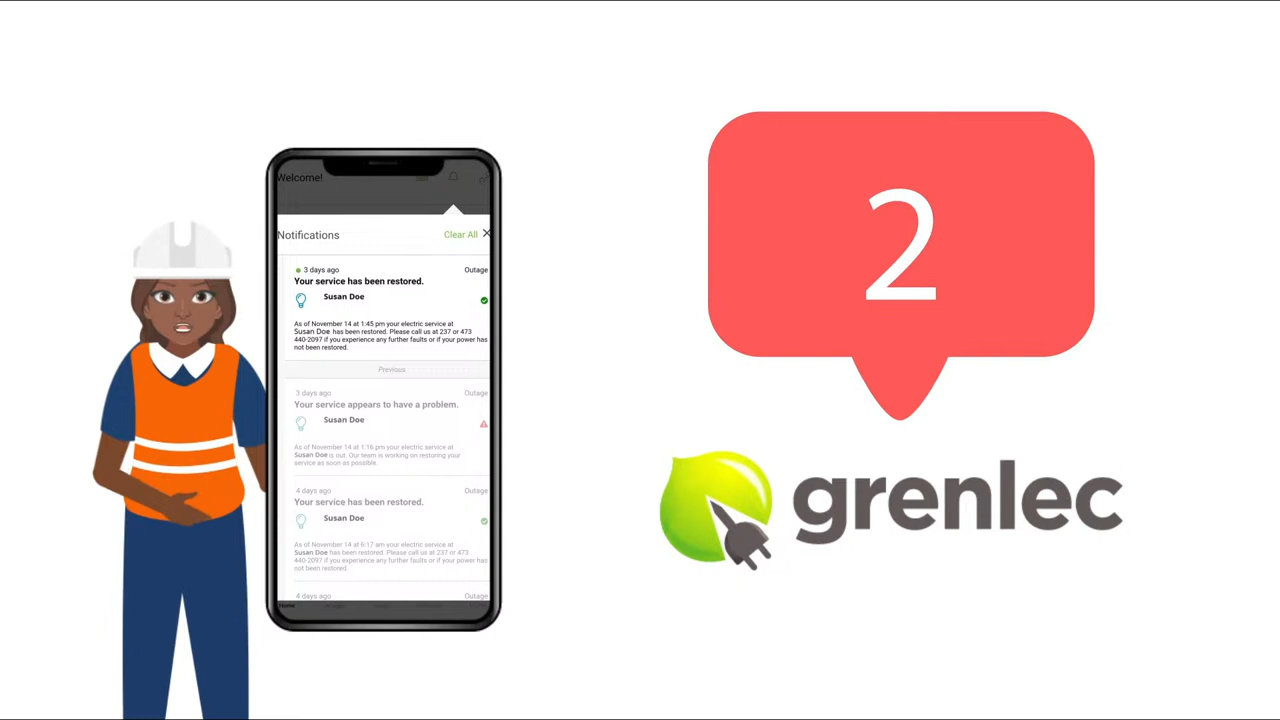 Welcome!
Notifications
Clear All
3 days ago
Outage
Your service has been restored.
Susan Doe
As of November 14 at 1:45 pm your electric service at
Susan Doe has been restored. Please call us at 237 or 473
440-2097 if you experience any further faults or if your power has
not been restored.
Previous
3 days ago
Outage
Your service appears to have a problem.
Susan Doe
As of November 14 at 1:16 pm your electric service at
Susan Doe is out. Our team is working on restoring your
service as soon as possible.
4 days ago
Outage
Your service has been restored.
Susan Doe
As of November 14 at 6:17 am your electric service at
Susan Doe has been restored. Please call us at 237 or 473
440-2097 if you experience any further faults or if your power has
not been restored.
4 days ago
Outage
Home
2
grenlec